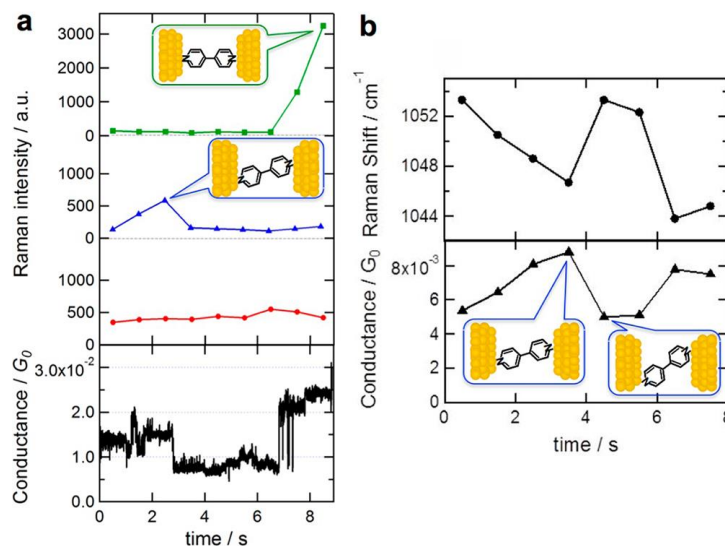 a
Raman intensity / a.u.
3000
2000
1000
0
1000
500
0
1000
500
0
Conductance / G0
3.0x10-2
2.0
1.0
0.0
0
2
4
6
8
time / s
N
N
N
N
b
Raman Shift / cm-1
1052
1048
1044
Conductance / G0
8x10-3
6
4
2
0
N
N
N
N
0
2
4
6
8
time / s